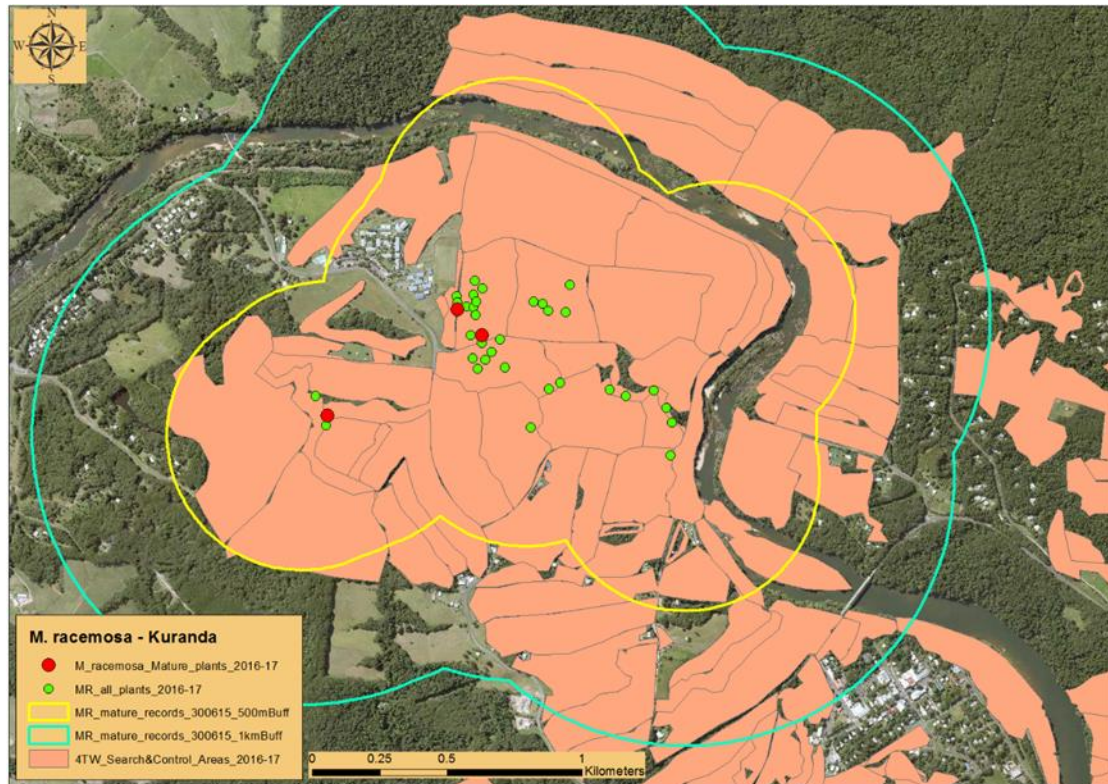 N
W E
S
M. racemosa - Kuranda
M_racemosa_Mature_plants_2016-17
MR_all_plants_2016-17
MR_mature_records_300615_500mBuff
MR_mature_records_300615_1kmBuff
4TW_Search&Control_Areas_2016-17
0 0.25 0.5 1
Kilometers